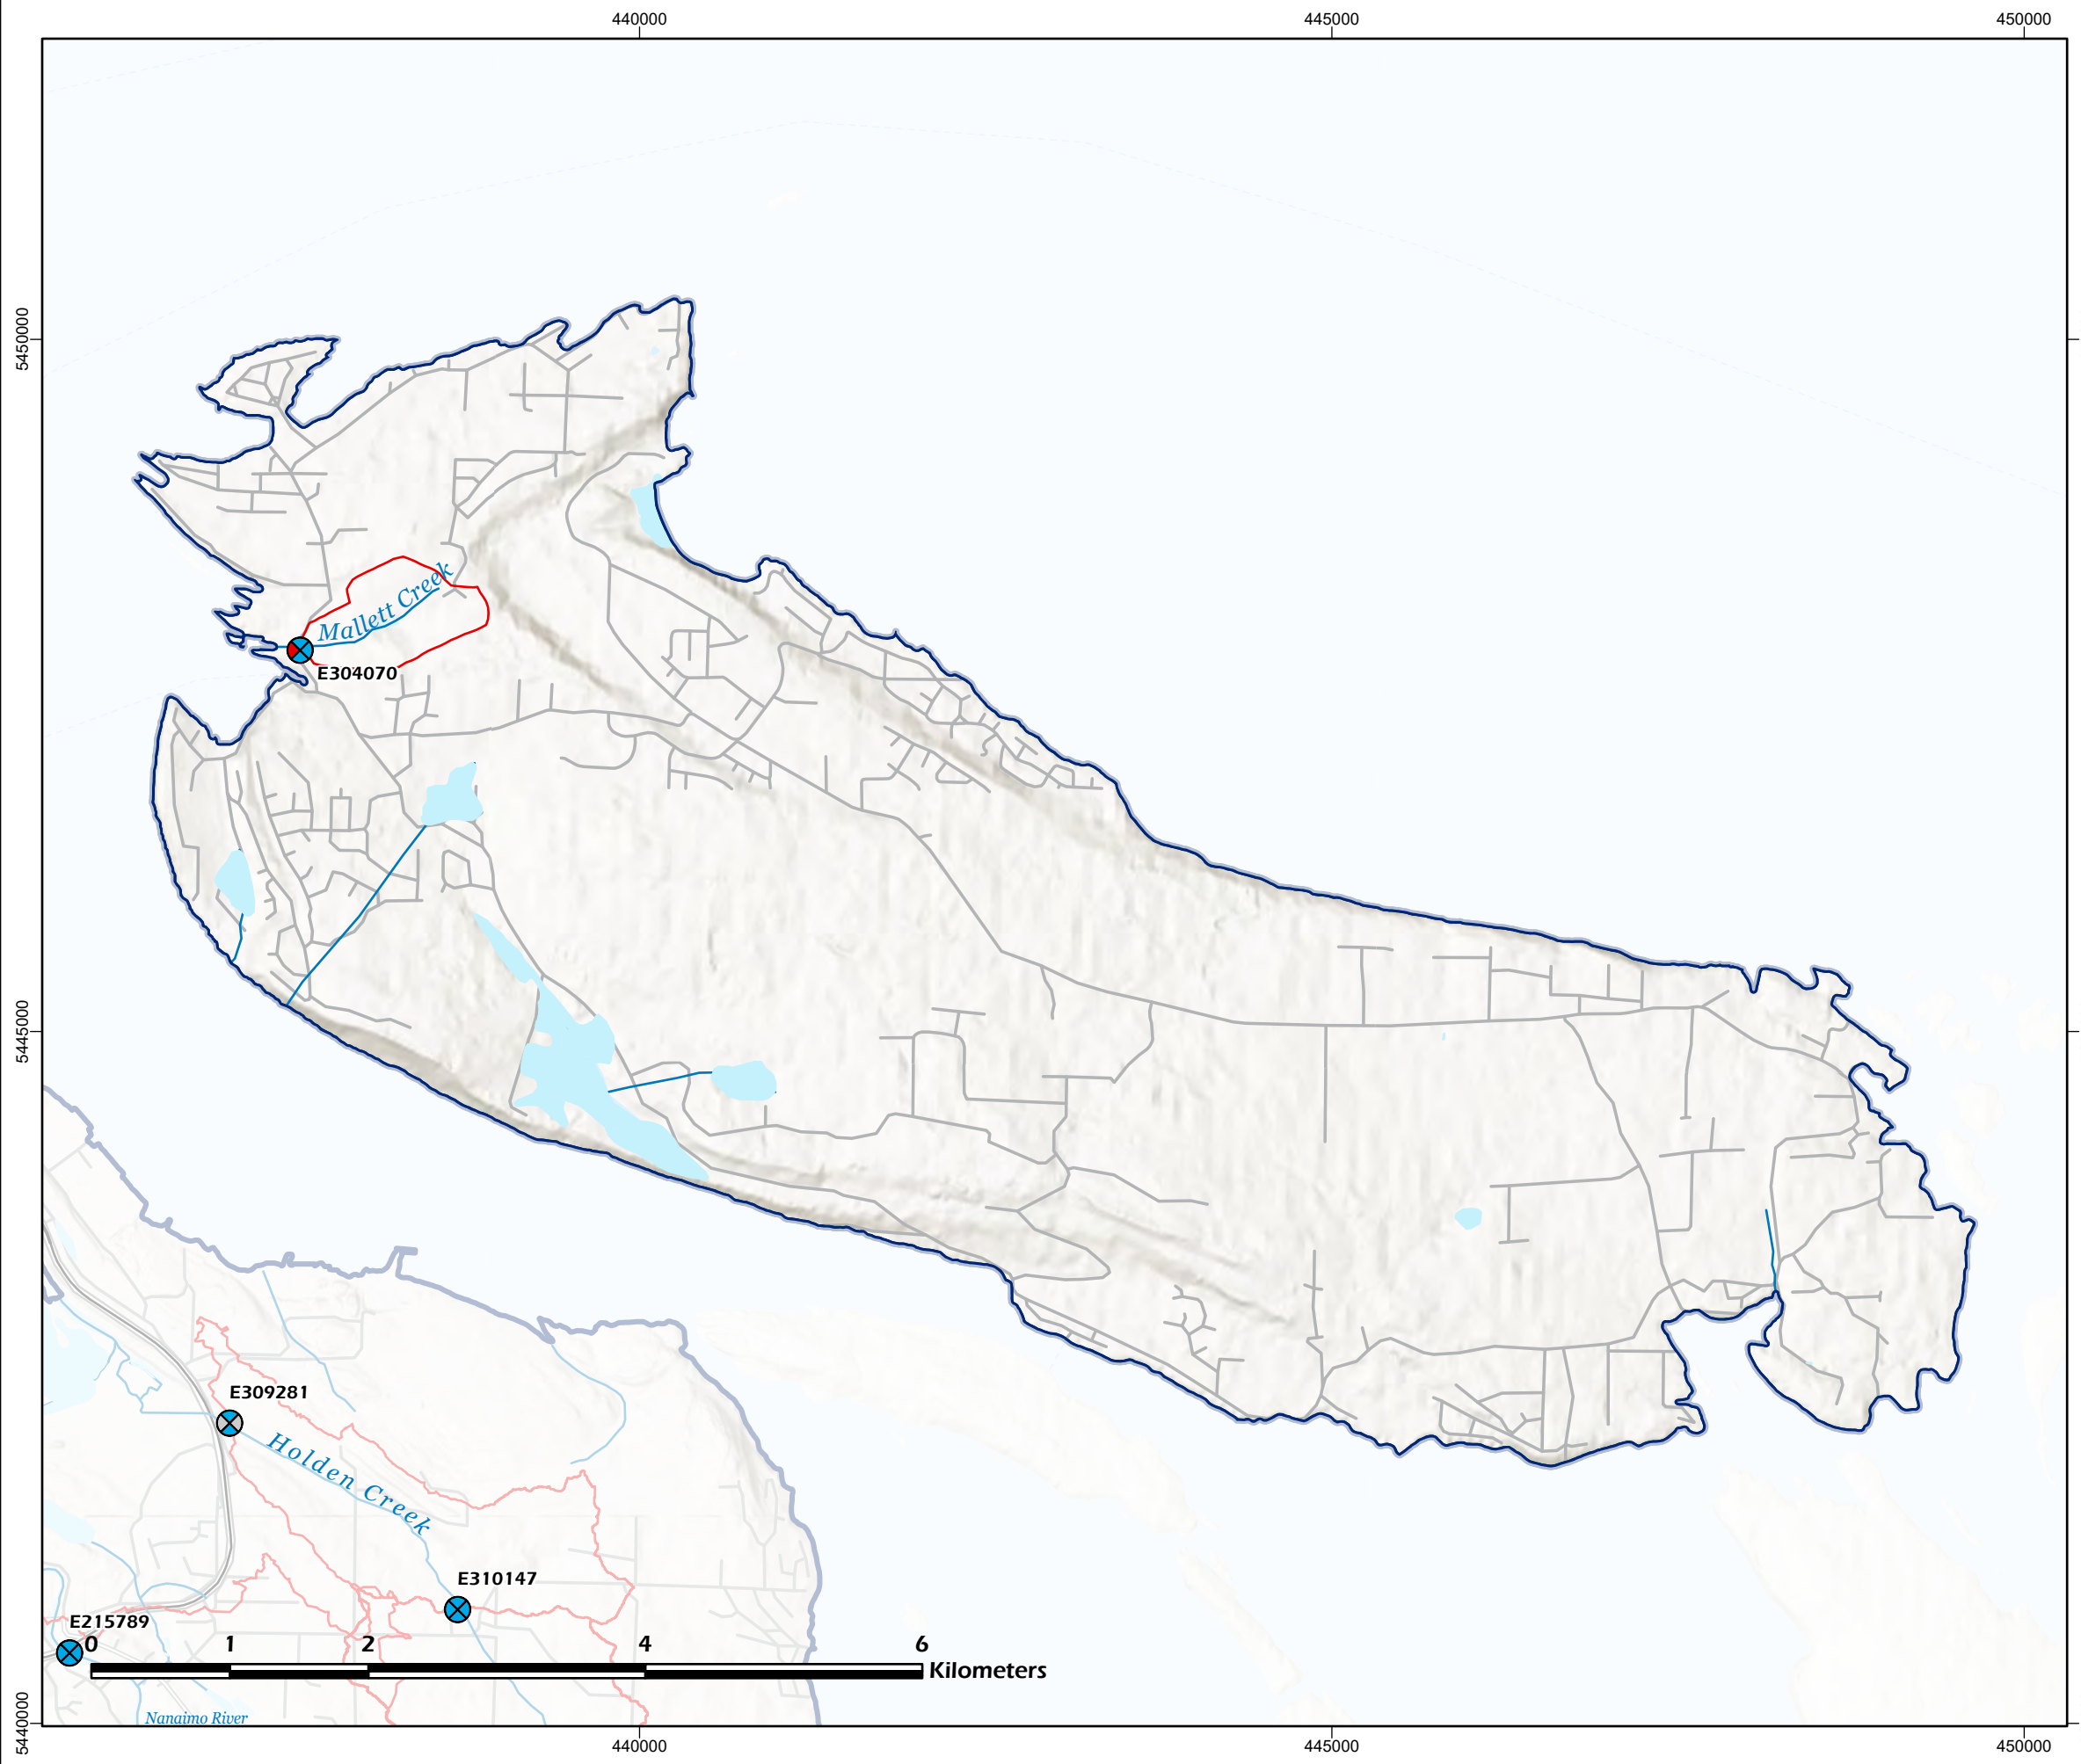 440000
445000
450000
5450000
Mallett Creek
E304070
5445000
E309281
Holden Creek
E310147
E215789
0 1 2 4 6
Kilometers
Nanaimo River
5440000
440000
445000
450000